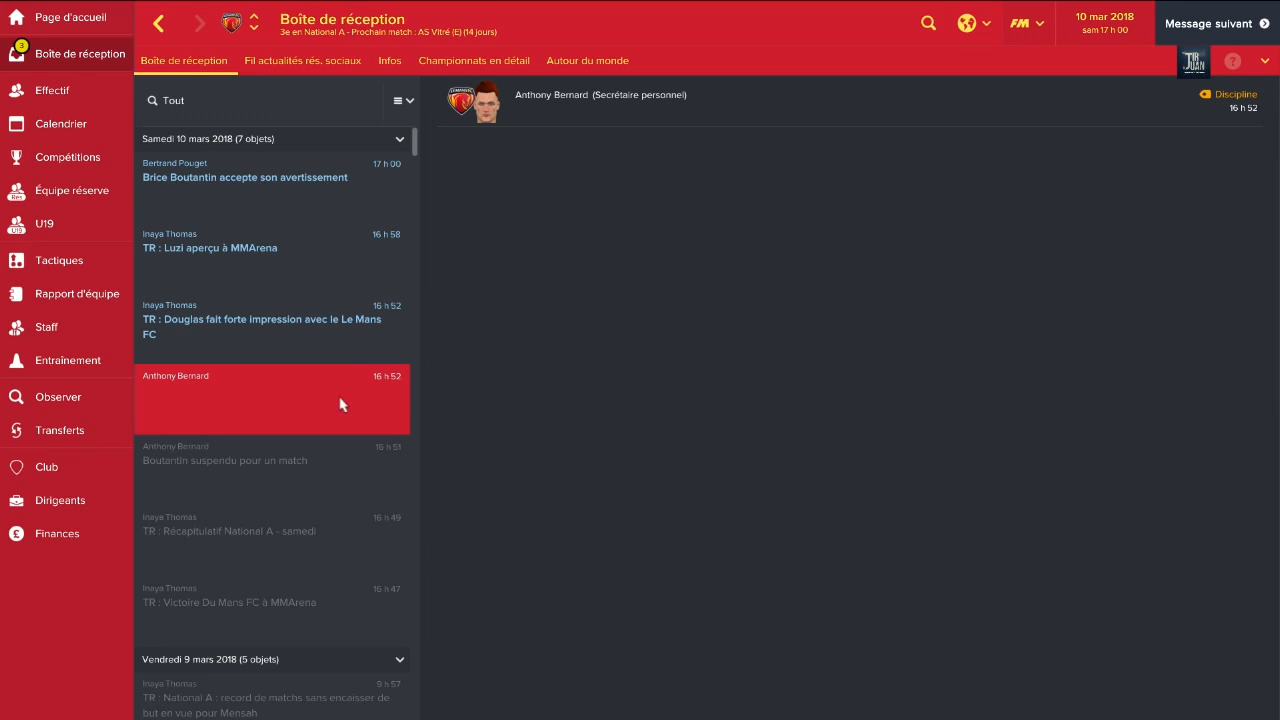 Page d'accueil
3
Boîte de réception
Effectif
Calendrier
Compétitions
Rés
Équipe réserve
U19
U19
Tactiques
Rapport d'équipe
Staff
Entraînement
Observer
Transferts
Club
Dirigeants
Finances
Boîte de réception
3e en National A - Prochain match : AS Vitré (E) (14 jours)
FM
10 mar 2018
sam 17 h 00
Message suivant
Boîte de réception
Fil actualités rés. sociaux
Infos
Championnats en détail
Autour du monde
?
Tout
Samedi 10 mars 2018 (7 objets)
Bertrand Pouget
17 h 00
Brice Boutantin accepte son avertissement
Inaya Thomas
16 h 58
TR : Luzi aperçu à MMArena
Inaya Thomas
16 h 52
TR : Douglas fait forte impression avec le Le Mans
FC
Anthony Bernard
16 h 52
Anthony Bernard
16 h 51
Boutantin suspendu pour un match
Inaya Thomas
16 h 49
TR : Récapitulatif National A - samedi
Inaya Thomas
16 h 47
TR : Victoire Du Mans FC à MMArena
Vendredi 9 mars 2018 (5 objets)
Inaya Thomas
9 h 57
TR : National A : record de matchs sans encaisser de
but en vue pour Mensah
Anthony Bernard (Secrétaire personnel)
Discipline
16 h 52